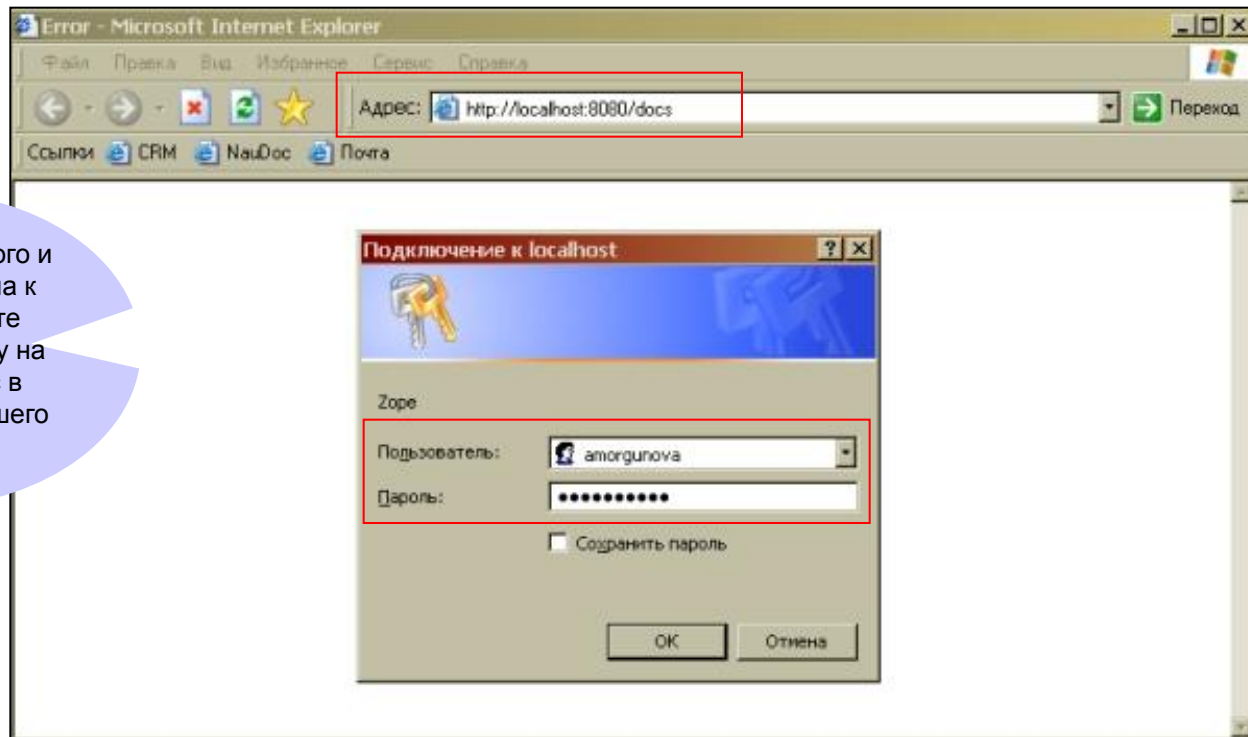 Error - Microsoft Internet Explorer
Файл Правка Вид Избранное Сервис Справка
Адрес: http://localhost:8080/docs Переход
Ссылки CRM NauDoc Почта
ого и
а к
те
у на
в
шего
Подключение к localhost
Zope
Пользователь: amorgunova
Пароль: ●●●●●●●●●●
Сохранить пароль
OK Отмена